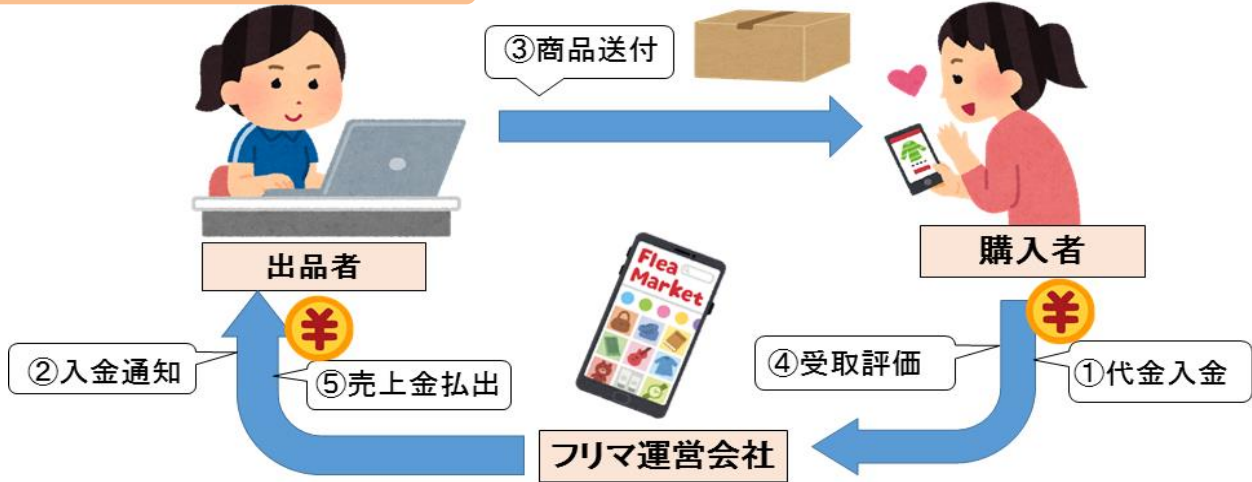 ③商品送付
Flea
Market
出品者
購入者
¥
¥
②入金通知
⑤売上金払出
④受取評価
①代金入金
フリマ運営会社